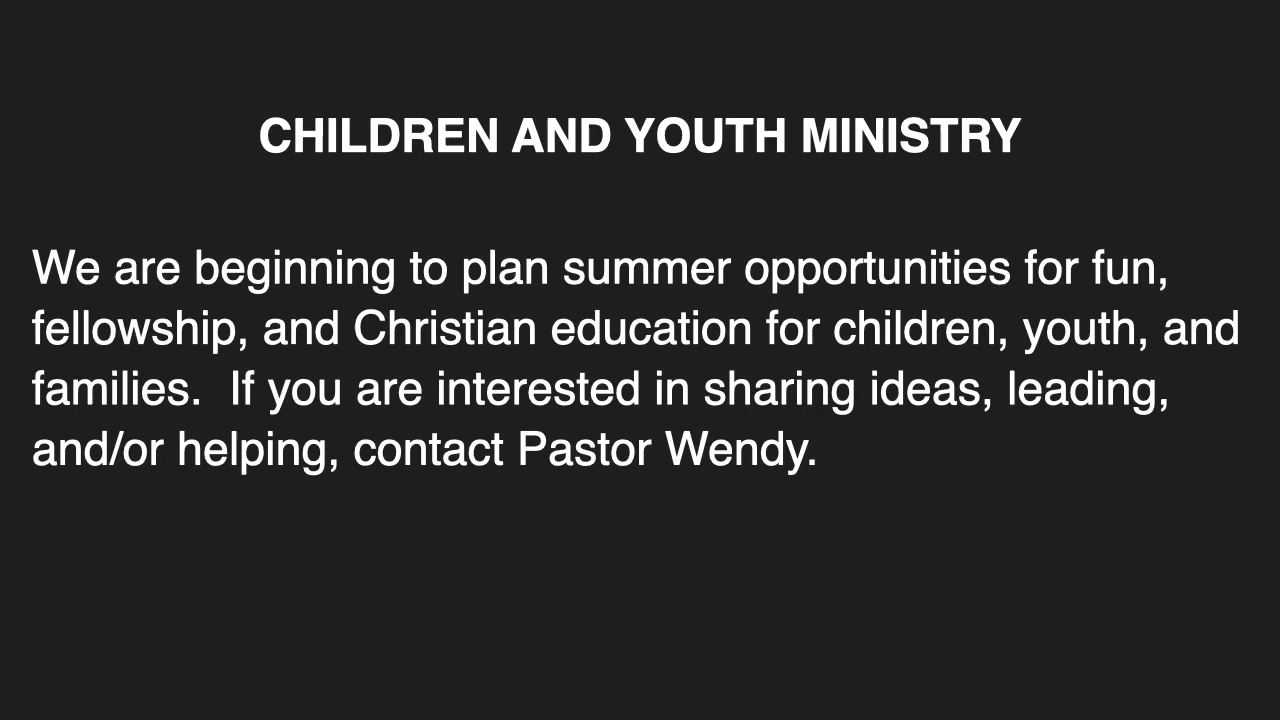 CHILDREN AND YOUTH MINISTRY
We are beginning to plan summer opportunities for fun,
fellowship, and Christian education for children, youth, and
families.  If you are interested in sharing ideas, leading,
and/or helping, contact Pastor Wendy.